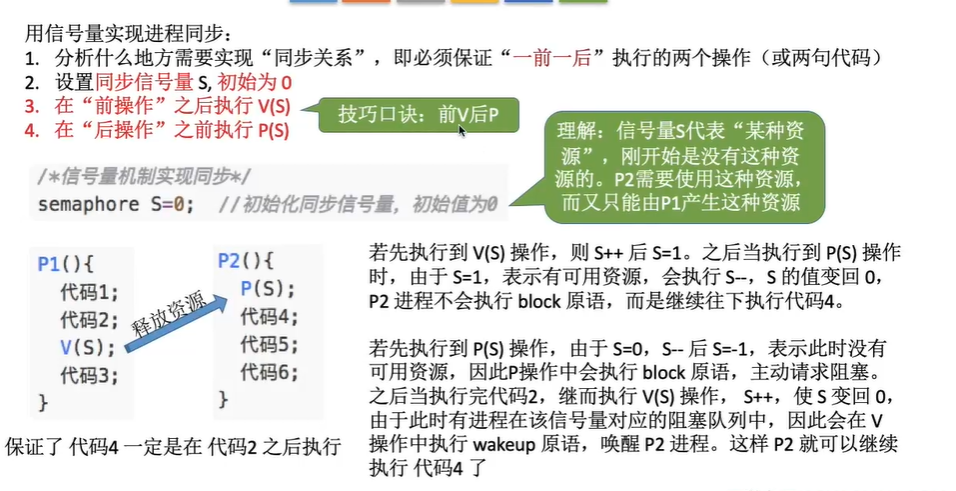 用信号量实现进程同步：
1. 分析什么地方需要实现“同步关系”，即必须保证“一前一后”执行的两个操作（或两句代码）
2. 设置同步信号量 S, 初始为 0
3. 在“前操作”之后执行 V(S)
4. 在“后操作”之前执行 P(S)
技巧口诀：前V后P
理解：信号量S代表“某种资
源”，刚开始是没有这种资
源的。P2需要使用这种资源，
而又只能由P1产生这种资源
/*信号量机制实现同步*/
semaphore S=0; //初始化同步信号量，初始值为0
P1(){
代码1;
代码2;
V(S);
代码3;
}
释放资源
P2(){
P(S);
代码4;
代码5;
代码6;
}
保证了 代码4 一定是在 代码2 之后执行
若先执行到 V(S) 操作，则 S++ 后 S=1。之后当执行到 P(S) 操作
时，由于 S=1，表示有可用资源，会执行 S--，S 的值变回 0，
P2 进程不会执行 block 原语，而是继续往下执行代码4。
若先执行到 P(S) 操作，由于 S=0，S-- 后 S=-1，表示此时没有
可用资源，因此P操作中会执行 block 原语，主动请求阻塞。
之后当执行完代码2，继而执行 V(S) 操作， S++，使 S 变回 0，
由于此时有进程在该信号量对应的阻塞队列中，因此会在 V
操作中执行 wakeup 原语，唤醒 P2 进程。这样 P2 就可以继续
执行 代码4 了